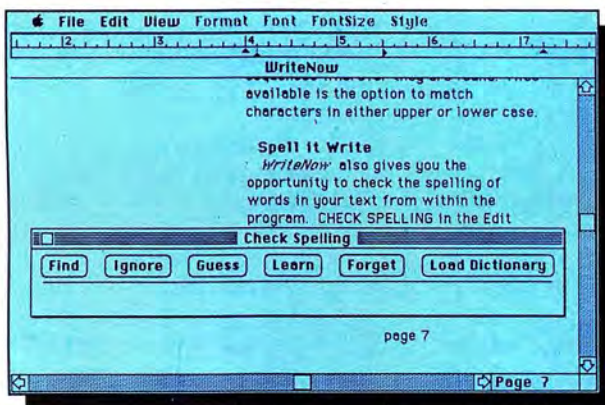 File Edit View Format Font FontSize Style
|2 |3 |4 |5 |6 |7
WriteNow
available is the option to match
characters in either upper or lower case.
Spell it Write
WriteNow also gives you the
opportunity to check the spelling of
words in your text from within the
program. CHECK SPELLING in the Edit
Check Spelling
Find Ignore Guess Learn Forget Load Dictionary
page 7
Page 7